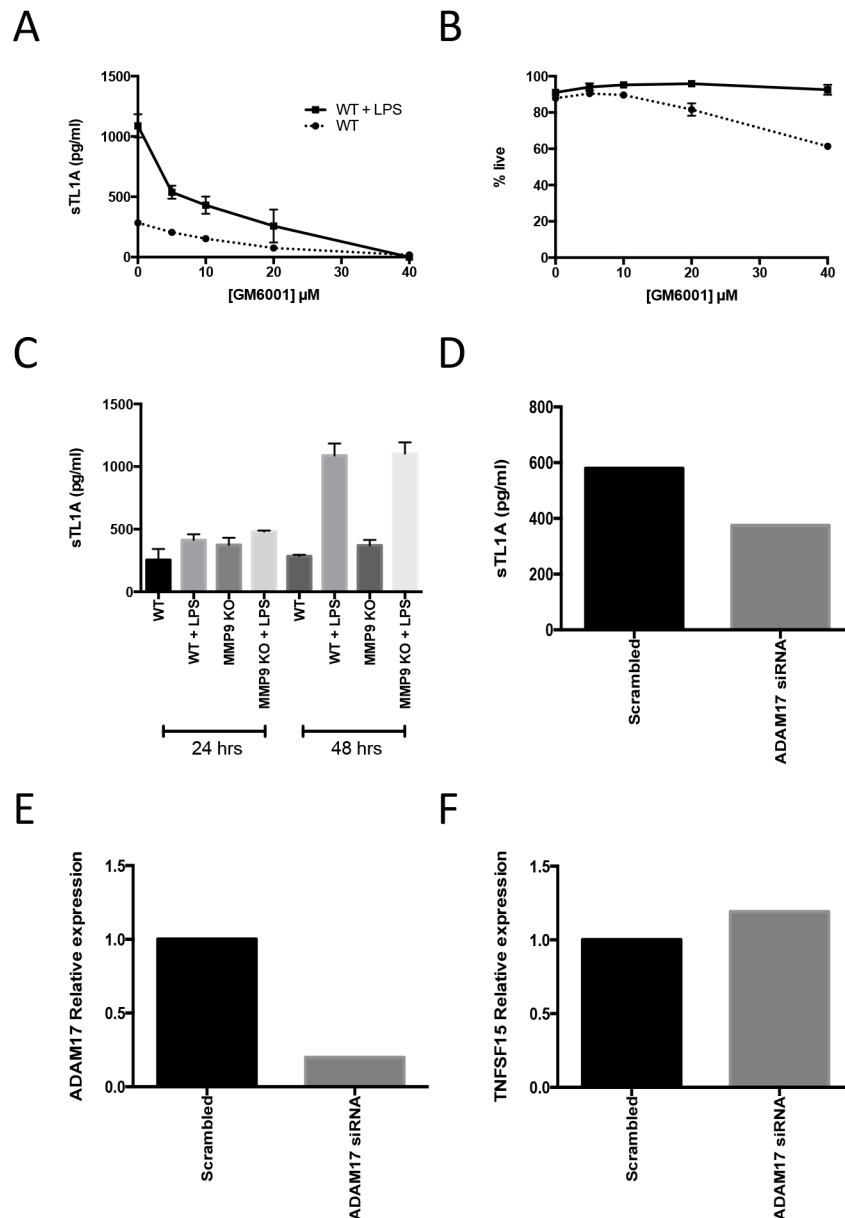 A
1500
1000
500
0
sTL1A (pg/ml)
WT + LPS
WT
0 10 20 30 40
[GM6001] µM
B
100
80
60
40
20
0
% live
0 10 20 30 40
[GM6001] µM
C
1500
1000
500
0
sTL1A (pg/ml)
WT
WT + LPS
MMP9 KO
MMP9 KO + LPS
WT
WT + LPS
MMP9 KO
MMP9 KO + LPS
24 hrs
48 hrs
D
800
600
400
200
0
sTL1A (pg/ml)
Scrambled
ADAM17 siRNA
E
1.5
1.0
0.5
0.0
ADAM17 Relative expression
Scrambled
ADAM17 siRNA
F
1.5
1.0
0.5
0.0
TNFSF15 Relative expression
Scrambled
ADAM17 siRNA